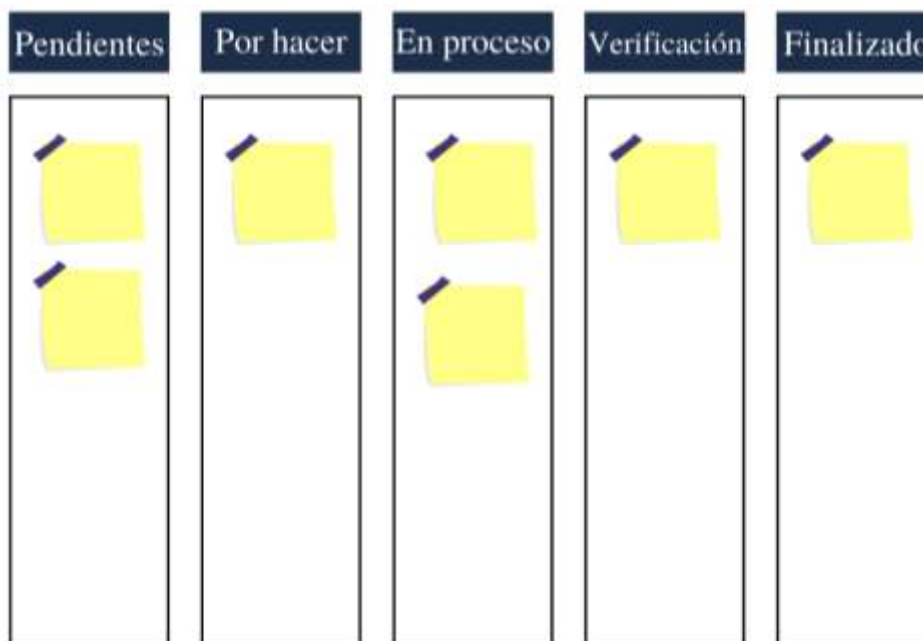 Pendientes
Por hacer
En proceso
Verificación
Finalizado